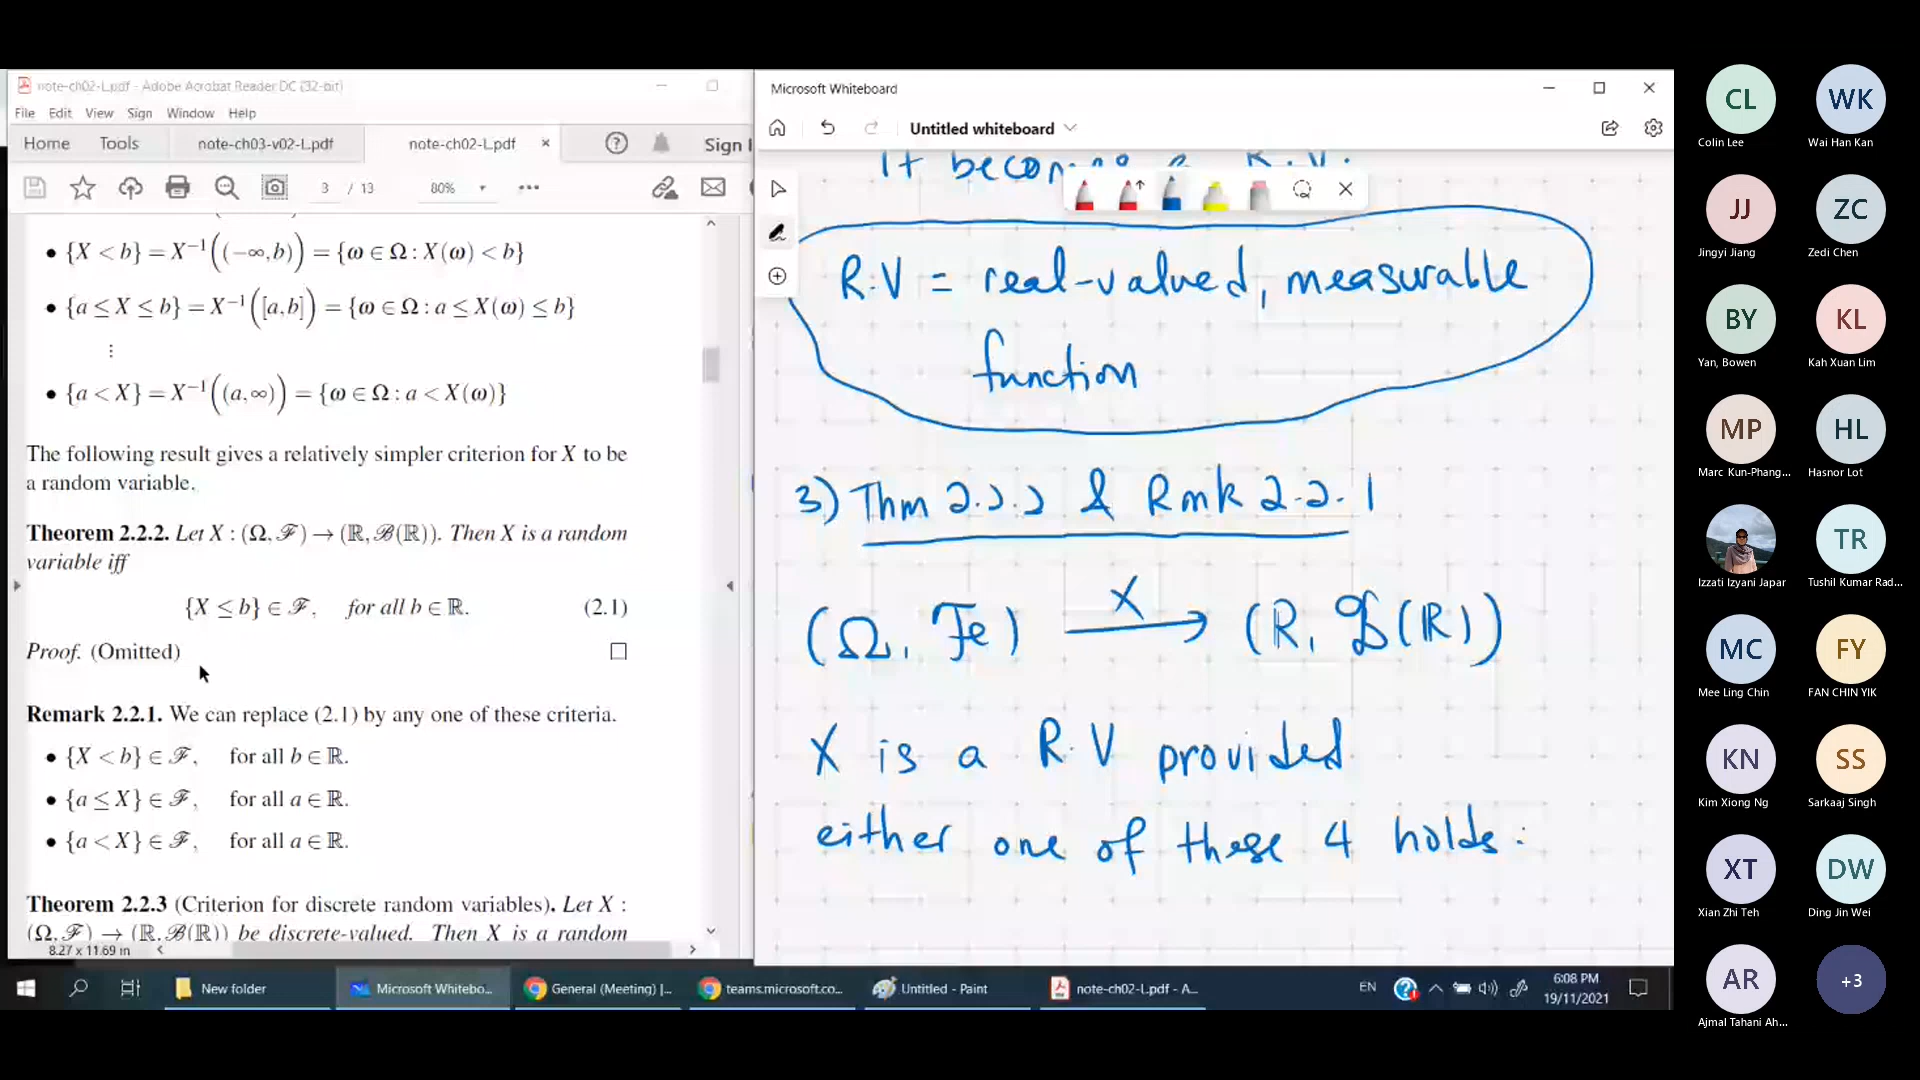 note-ch02-L.pdf - Adobe Acrobat Reader DC (32-bit)
File Edit View Sign Window Help
Home Tools note-ch03-v02-L.pdf note-ch02-L.pdf × Sign I
3 / 13 80%
• {X < b} = X⁻¹((−∞,b)) = {ω ∈ Ω : X(ω) < b}
• {a ≤ X ≤ b} = X⁻¹([a,b]) = {ω ∈ Ω : a ≤ X(ω) ≤ b}
⋮
• {a < X} = X⁻¹((a,∞)) = {ω ∈ Ω : a < X(ω)}
The following result gives a relatively simpler criterion for X to be
a random variable.
Theorem 2.2.2. Let X : (Ω,ℱ) → (ℝ,ℬ(ℝ)). Then X is a random
variable iff
{X ≤ b} ∈ ℱ, for all b ∈ ℝ. (2.1)
Proof. (Omitted) □
Remark 2.2.1. We can replace (2.1) by any one of these criteria.
• {X < b} ∈ ℱ, for all b ∈ ℝ.
• {a ≤ X} ∈ ℱ, for all a ∈ ℝ.
• {a < X} ∈ ℱ, for all a ∈ ℝ.
Theorem 2.2.3 (Criterion for discrete random variables). Let X :
(Ω,ℱ) → (ℝ,ℬ(ℝ)) be discrete-valued. Then X is a random
8.27 x 11.69 in
Microsoft Whiteboard
Untitled whiteboard
It R.V.
R.V = real-valued, measurable
function
3) Thm 2.2.2 & Rmk 2.2.1
X
(Ω, ℱ) → (ℝ, ℬ(ℝ))
X is a R.V provided
either one of these 4 holds:
CL WK
Colin Lee Wai Han Kan
JJ ZC
Jingyi Jiang Zedi Chen
BY KL
Yan, Bowen Kah Xuan Lim
MP HL
Marc Kun-Phang... Hasnor Lot
TR
Izzati Izyani Japar Tushil Kumar Rad...
MC FY
Mee Ling Chin FAN CHIN YIK
KN SS
Kim Xiong Ng Sarkaaj Singh
XT DW
Xian Zhi Teh Ding Jin Wei
AR +3
Ajmal Tahani Ah...
New folder Microsoft Whitebo... General (Meeting) |... teams.microsoft.co... Untitled - Paint note-ch02-L.pdf - A... EN 6:08 PM
19/11/2021